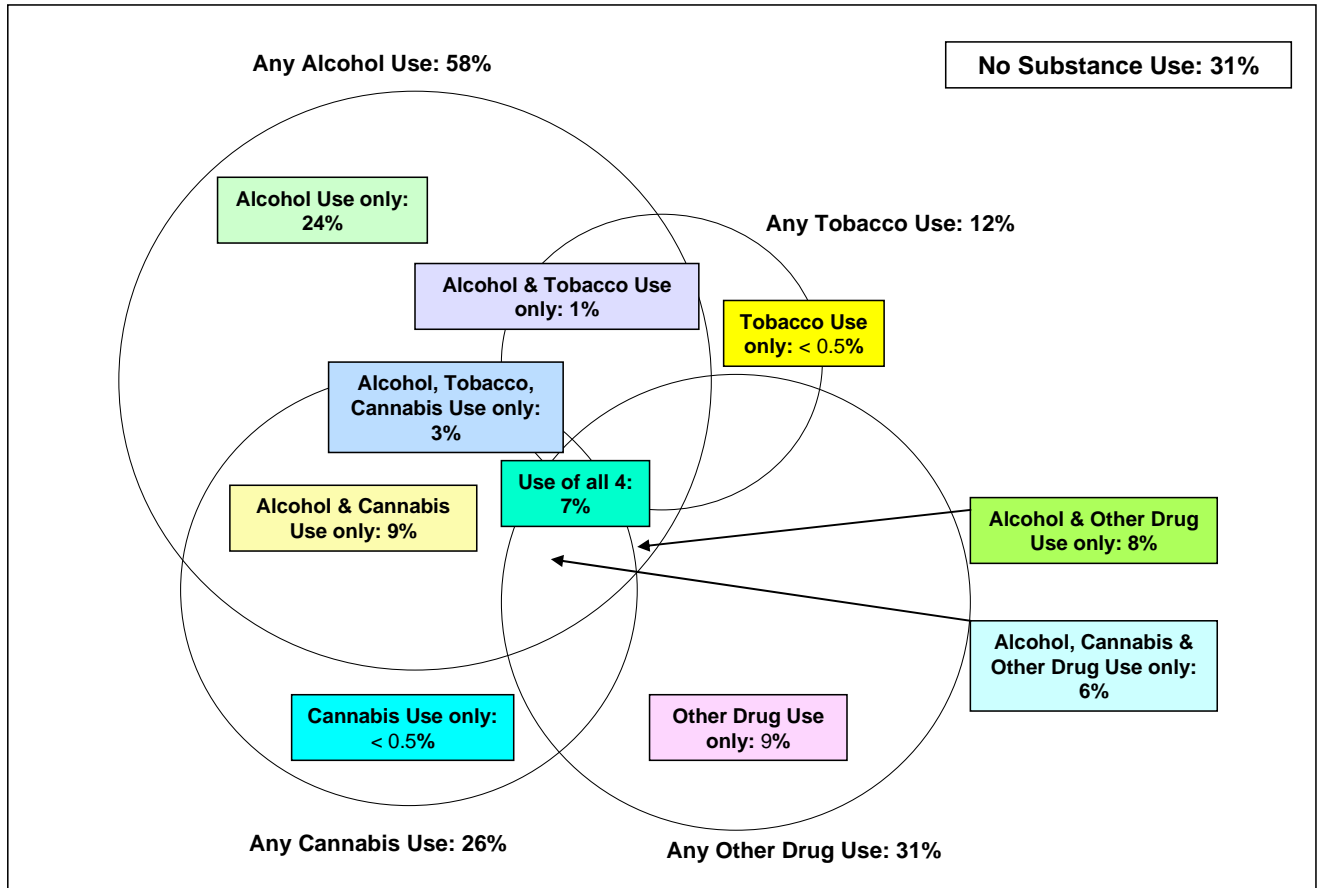 Any Alcohol Use: 58%
No Substance Use: 31%
Alcohol Use only:
24%
Any Tobacco Use: 12%
Alcohol & Tobacco Use
only: 1%
Tobacco Use
only: < 0.5%
Alcohol, Tobacco,
Cannabis Use only:
3%
Use of all 4:
7%
Alcohol & Cannabis
Use only: 9%
Alcohol & Other Drug
Use only: 8%
Alcohol, Cannabis &
Other Drug Use only:
6%
Cannabis Use only:
< 0.5%
Other Drug Use
only: 9%
Any Cannabis Use: 26%
Any Other Drug Use: 31%